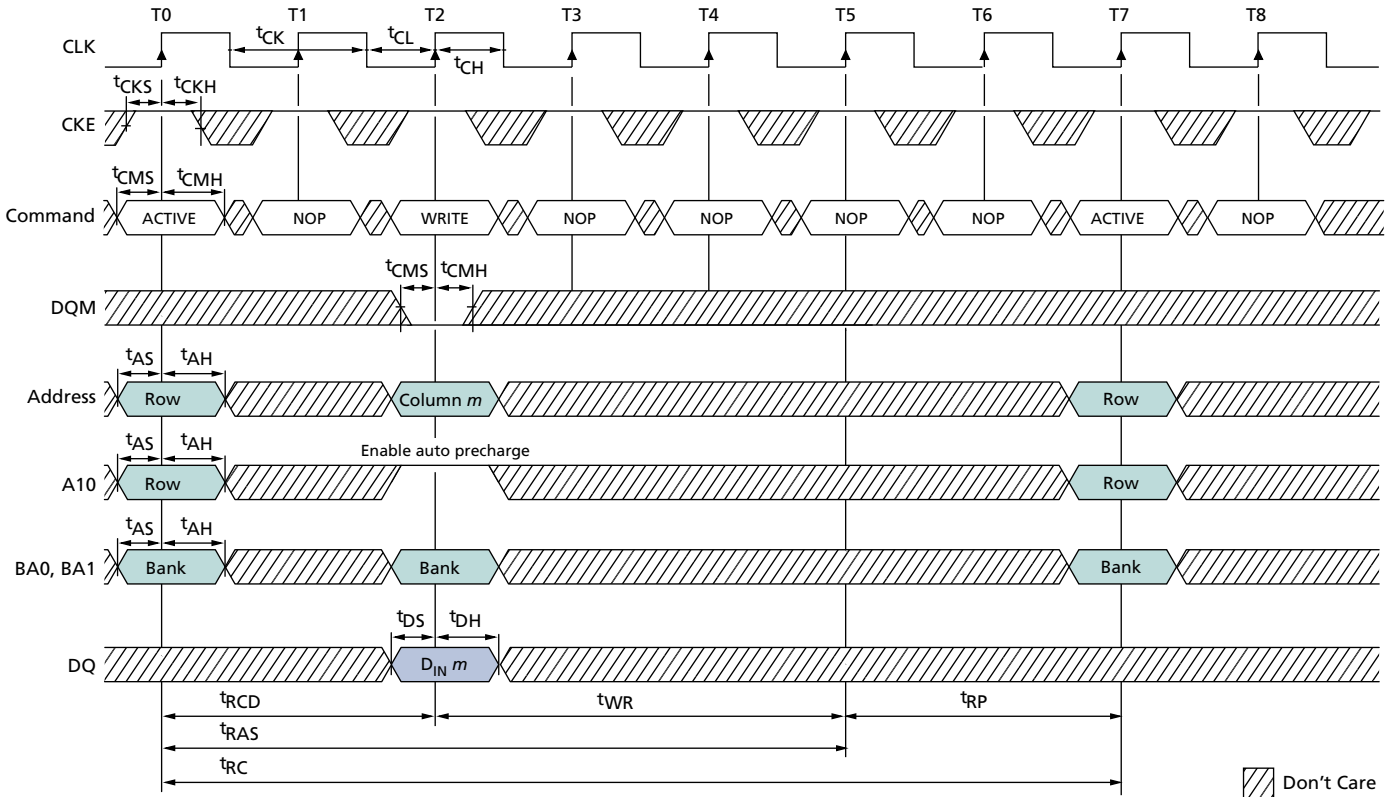 T0 T1 T2 T3 T4 T5 T6 T7 T8
CLK
tCK tCL
tCH
tCKS tCKH
CKE
tCMS tCMH
Command ACTIVE NOP WRITE NOP NOP NOP NOP ACTIVE NOP
tCMS tCMH
DQM
tAS tAH
Address Row Column m Row
tAS tAH Enable auto precharge
A10 Row Row
tAS tAH
BA0, BA1 Bank Bank Bank
tDS tDH
DQ DIN m
tRCD tWR tRP
tRAS
tRC
Don't Care